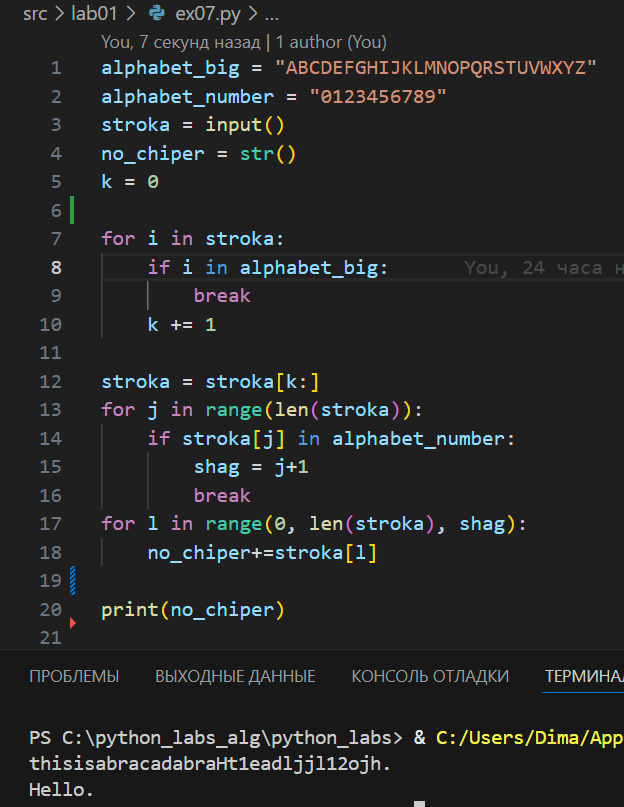 src > lab01 > ex07.py > ...
You, 7 секунд назад | 1 author (You)
1 alphabet_big = "ABCDEFGHIJKLMNOPQRSTUVWXYZ"
2 alphabet_number = "0123456789"
3 stroka = input()
4 no_chiper = str()
5 k = 0
6
7 for i in stroka:
8     if i in alphabet_big: You, 24 часа н
9         break
10     k += 1
11
12 stroka = stroka[k:]
13 for j in range(len(stroka)):
14     if stroka[j] in alphabet_number:
15         shag = j+1
16         break
17 for l in range(0, len(stroka), shag):
18     no_chiper+=stroka[l]
19
20 print(no_chiper)
21
ПРОБЛЕМЫ ВЫХОДНЫЕ ДАННЫЕ КОНСОЛЬ ОТЛАДКИ ТЕРМИНА
PS C:\python_labs_alg\python_labs> & C:/Users/Dima/App
thisisabracadabraHt1eadljjl12ojh.
Hello.